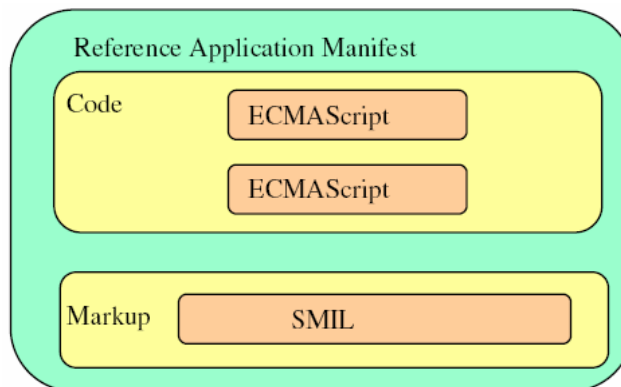 Reference Application Manifest
Code
ECMAScript
ECMAScript
Markup
SMIL